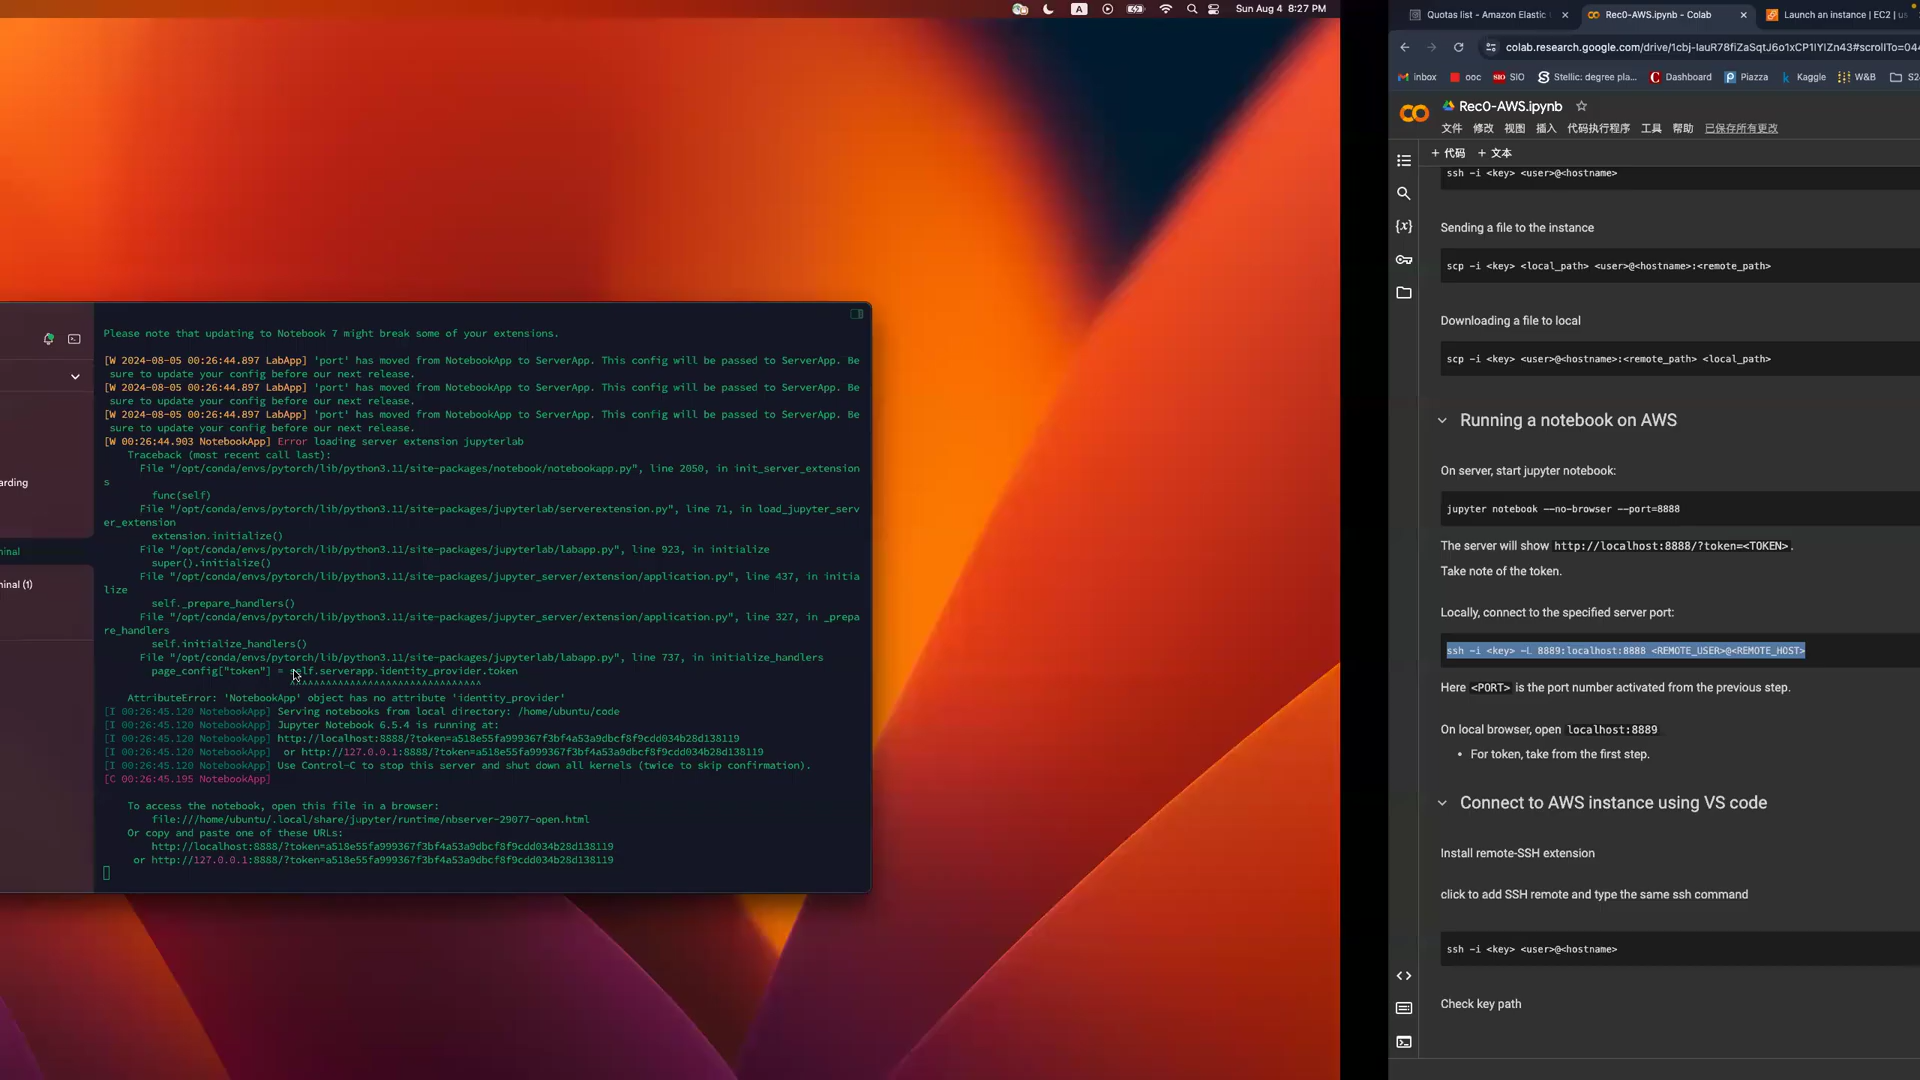 Sun Aug 4 8:27 PM
A
Please note that updating to Notebook 7 might break some of your extensions.
[W 2024-08-05 00:26:44.897 LabApp] 'port' has moved from NotebookApp to ServerApp. This config will be passed to ServerApp. Be
sure to update your config before our next release.
[W 2024-08-05 00:26:44.897 LabApp] 'port' has moved from NotebookApp to ServerApp. This config will be passed to ServerApp. Be
sure to update your config before our next release.
[W 2024-08-05 00:26:44.897 LabApp] 'port' has moved from NotebookApp to ServerApp. This config will be passed to ServerApp. Be
sure to update your config before our next release.
[W 00:26:44.903 NotebookApp] Error loading server extension jupyterlab
Traceback (most recent call last):
File "/opt/conda/envs/pytorch/lib/python3.11/site-packages/notebook/notebookapp.py", line 2050, in init_server_extension
s
func(self)
File "/opt/conda/envs/pytorch/lib/python3.11/site-packages/jupyterlab/serverextension.py", line 71, in load_jupyter_serv
er_extension
extension.initialize()
File "/opt/conda/envs/pytorch/lib/python3.11/site-packages/jupyterlab/labapp.py", line 923, in initialize
super().initialize()
File "/opt/conda/envs/pytorch/lib/python3.11/site-packages/jupyter_server/extension/application.py", line 437, in initia
lize
self._prepare_handlers()
File "/opt/conda/envs/pytorch/lib/python3.11/site-packages/jupyter_server/extension/application.py", line 327, in _prepa
re_handlers
self.initialize_handlers()
File "/opt/conda/envs/pytorch/lib/python3.11/site-packages/jupyterlab/labapp.py", line 737, in initialize_handlers
page_config["token"] = self.serverapp.identity_provider.token
^^^^^^^^^^^^^^^^^^^^^^^^^^^^^^^^
AttributeError: 'NotebookApp' object has no attribute 'identity_provider'
[I 00:26:45.120 NotebookApp] Serving notebooks from local directory: /home/ubuntu/code
[I 00:26:45.120 NotebookApp] Jupyter Notebook 6.5.4 is running at:
[I 00:26:45.120 NotebookApp] http://localhost:8888/?token=a518e55fa999367f3bf4a53a9dbcf8f9cdd034b28d138119
[I 00:26:45.120 NotebookApp]  or http://127.0.0.1:8888/?token=a518e55fa999367f3bf4a53a9dbcf8f9cdd034b28d138119
[I 00:26:45.120 NotebookApp] Use Control-C to stop this server and shut down all kernels (twice to skip confirmation).
[C 00:26:45.195 NotebookApp]
To access the notebook, open this file in a browser:
file:///home/ubuntu/.local/share/jupyter/runtime/nbserver-29077-open.html
Or copy and paste one of these URLs:
http://localhost:8888/?token=a518e55fa999367f3bf4a53a9dbcf8f9cdd034b28d138119
or http://127.0.0.1:8888/?token=a518e55fa999367f3bf4a53a9dbcf8f9cdd034b28d138119
arding
ninal
ninal (1)
Quotas list - Amazon Elastic
Rec0-AWS.ipynb - Colab
Launch an instance | EC2 | us
inbox
ooc
SIO
Stellic: degree pla...
Dashboard
Piazza
Kaggle
W&B
Rec0-AWS.ipynb
文件 修改 视图 插入 代码执行程序 工具 帮助 已保存所有更改
+ 代码 + 文本
ssh -i <key> <user>@<hostname>
Sending a file to the instance
scp -i <key> <local_path> <user>@<hostname>:<remote_path>
Downloading a file to local
scp -i <key> <user>@<hostname>:<remote_path> <local_path>
Running a notebook on AWS
On server, start jupyter notebook:
jupyter notebook --no-browser --port=8888
The server will show http://localhost:8888/?token=<TOKEN>.
Take note of the token.
Locally, connect to the specified server port:
ssh -i <key> -L 8889:localhost:8888 <REMOTE_USER>@<REMOTE_HOST>
Here <PORT> is the port number activated from the previous step.
On local browser, open localhost:8889
• For token, take from the first step.
Connect to AWS instance using VS code
Install remote-SSH extension
click to add SSH remote and type the same ssh command
ssh -i <key> <user>@<hostname>
Check key path